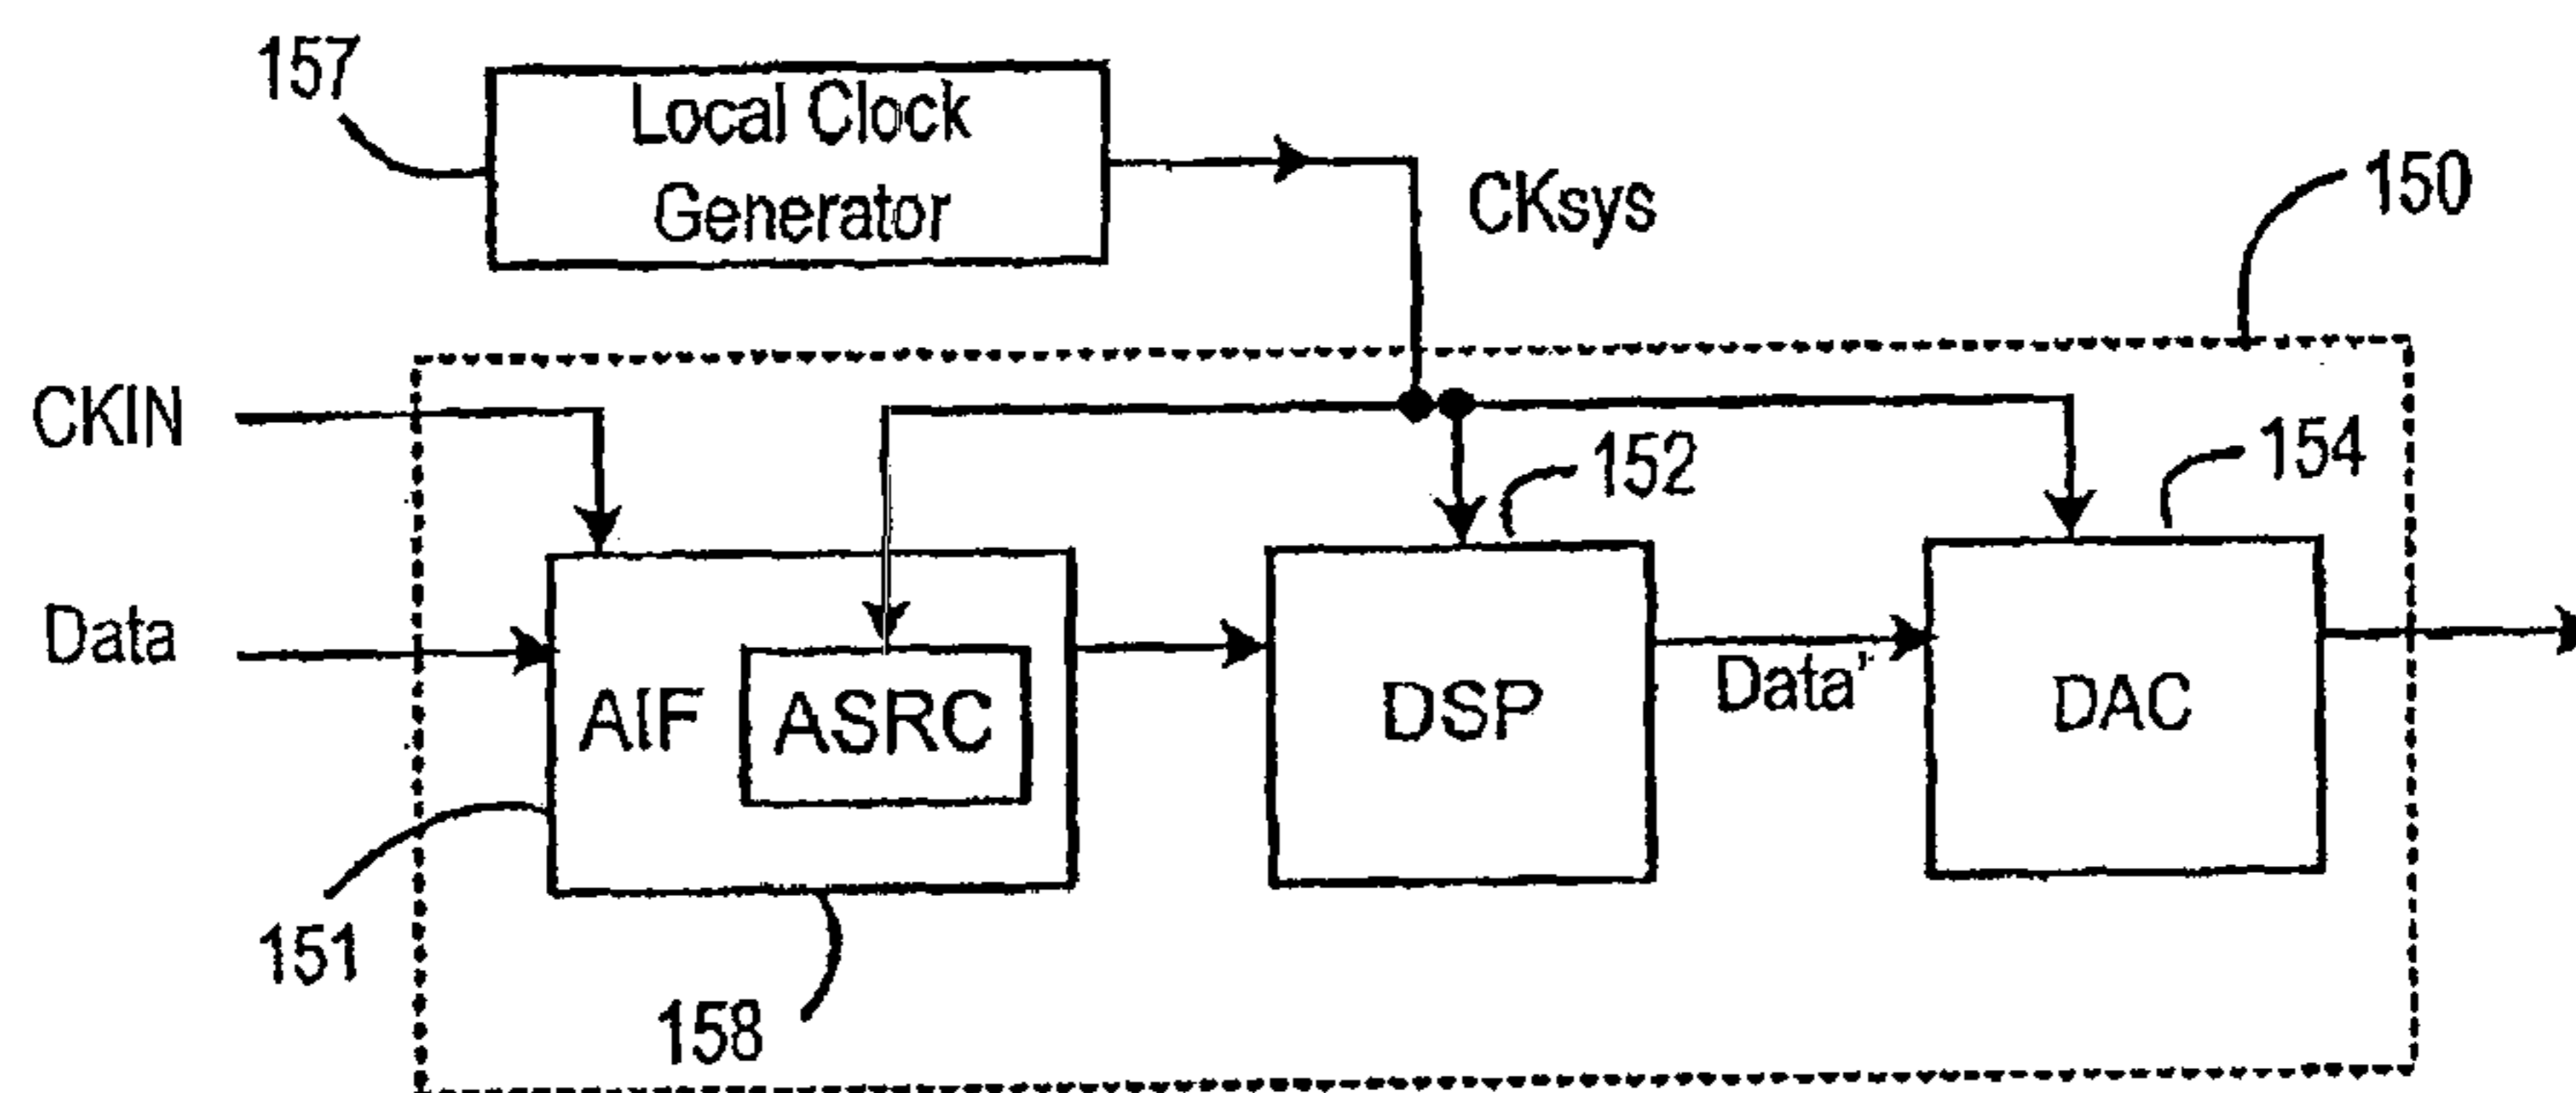 157
Local Clock
Generator
CKsys
150
CKIN
152
154
Data
AIF
ASRC
DSP
Data'
DAC
151
158